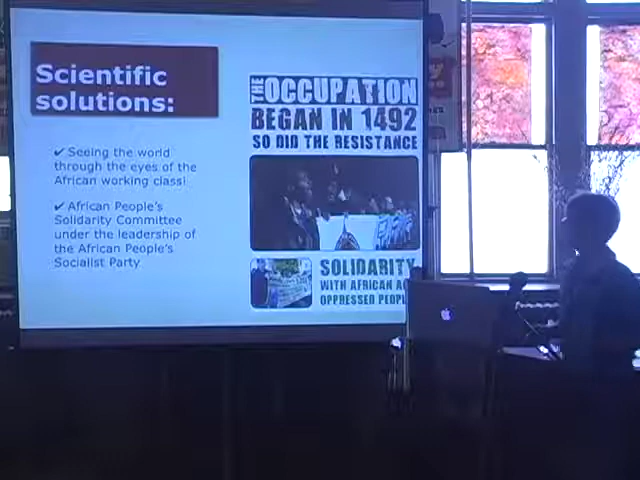 Scientific
solutions:
✔ Seeing the world
through the eyes of the
African working class!
✔ African People's
Solidarity Committee
under the leadership of
the African People's
Socialist Party
THE OCCUPATION
BEGAN IN 1492
SO DID THE RESISTANCE
SOLIDARITY
WITH AFRICAN
OPPRESSED